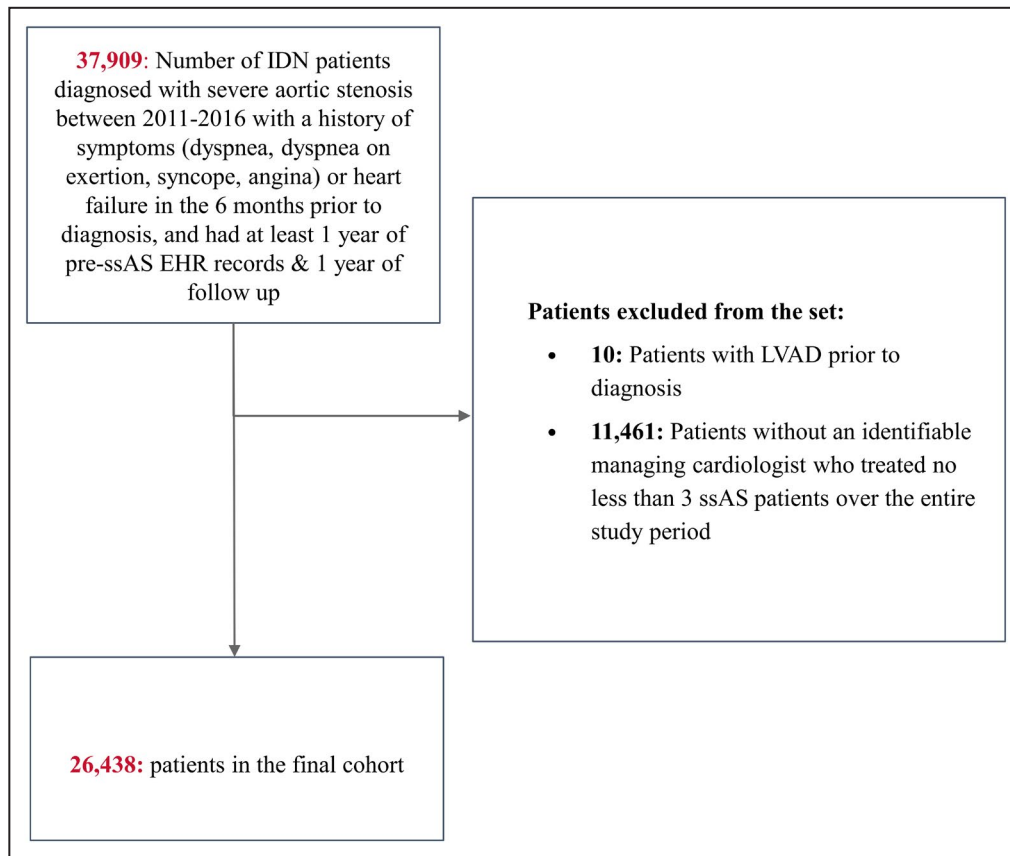 37,909: Number of IDN patients
diagnosed with severe aortic stenosis
between 2011-2016 with a history of
symptoms (dyspnea, dyspnea on
exertion, syncope, angina) or heart
failure in the 6 months prior to
diagnosis, and had at least 1 year of
pre-ssAS EHR records & 1 year of
follow up
Patients excluded from the set:
• 10: Patients with LVAD prior to
diagnosis
• 11,461: Patients without an identifiable
managing cardiologist who treated no
less than 3 ssAS patients over the entire
study period
26,438: patients in the final cohort